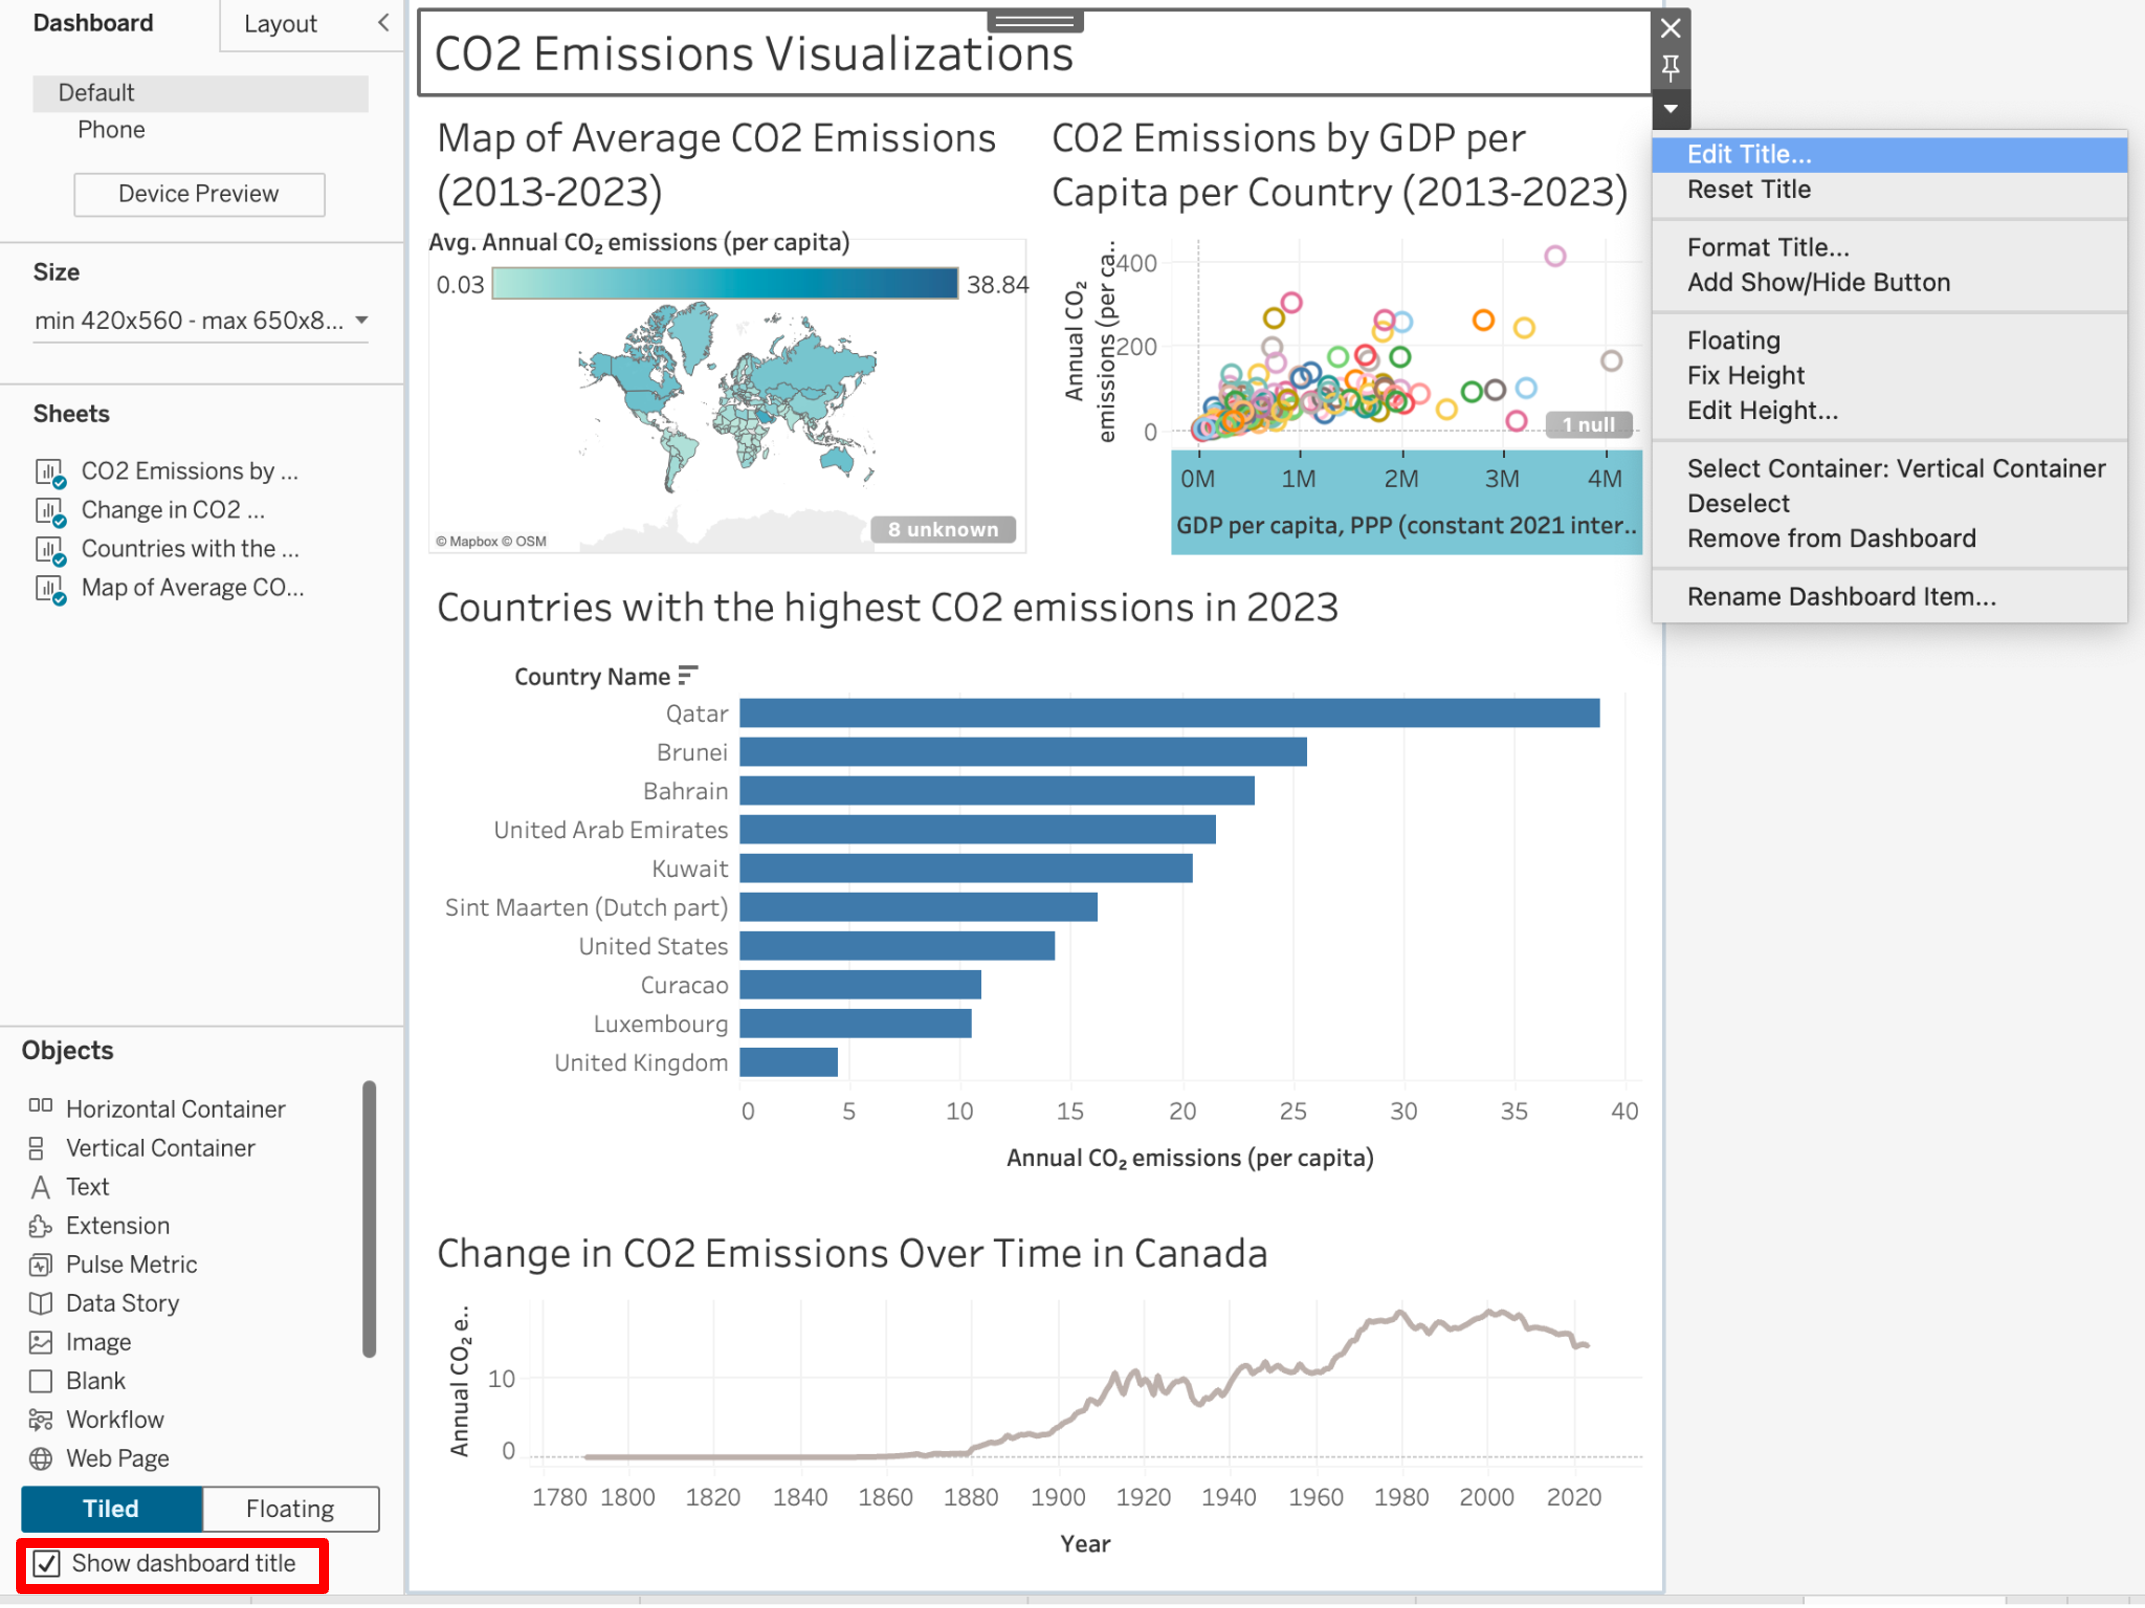 Dashboard
Layout
Default
Phone
Device Preview
Size
min 420x560 - max 650x8...
Sheets
CO2 Emissions by ...
Change in CO2 ...
Countries with the ...
Map of Average CO...
Objects
Horizontal Container
Vertical Container
Text
Extension
Pulse Metric
Data Story
Image
Blank
Workflow
Web Page
Tiled
Floating
Show dashboard title
CO2 Emissions Visualizations
Map of Average CO2 Emissions
(2013-2023)
Avg. Annual CO₂ emissions (per capita)
0.03
38.84
© Mapbox © OSM
8 unknown
CO2 Emissions by GDP per
Capita per Country (2013-2023)
Annual CO₂
emissions (per ca..
400
200
0
1 null
0M 1M 2M 3M 4M
GDP per capita, PPP (constant 2021 inter..
Countries with the highest CO2 emissions in 2023
Country Name
Qatar
Brunei
Bahrain
United Arab Emirates
Kuwait
Sint Maarten (Dutch part)
United States
Curacao
Luxembourg
United Kingdom
0 5 10 15 20 25 30 35 40
Annual CO₂ emissions (per capita)
Change in CO2 Emissions Over Time in Canada
Annual CO₂ e..
10
0
1780 1800 1820 1840 1860 1880 1900 1920 1940 1960 1980 2000 2020
Year
Edit Title...
Reset Title
Format Title...
Add Show/Hide Button
Floating
Fix Height
Edit Height...
Select Container: Vertical Container
Deselect
Remove from Dashboard
Rename Dashboard Item...